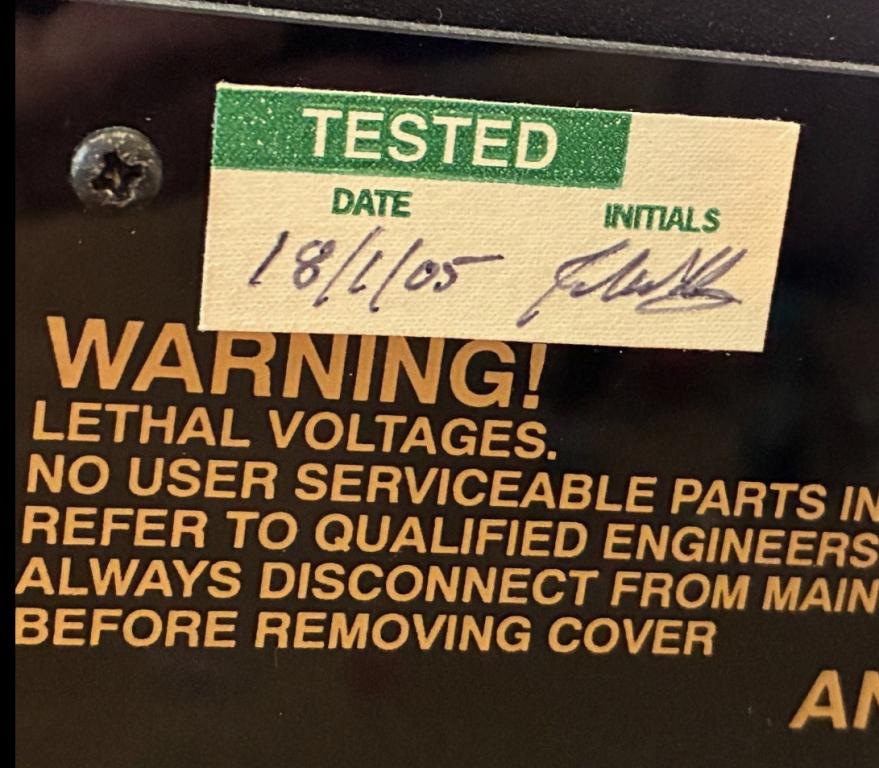 TESTED
DATE INITIALS
18/1/05
WARNING!
LETHAL VOLTAGES.
NO USER SERVICEABLE PARTS IN
REFER TO QUALIFIED ENGINEERS
ALWAYS DISCONNECT FROM MAIN
BEFORE REMOVING COVER
AN